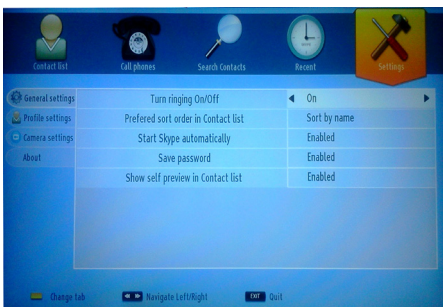 Contact list Call phones Search Contacts Recent Settings
General settings Turn ringing On/Off On
Profile settings Prefered sort order in Contact list Sort by name
Camera settings Start Skype automatically Enabled
About Save password Enabled
Show self preview in Contact list Enabled
Change tab Navigate Left/Right EXIT Quit